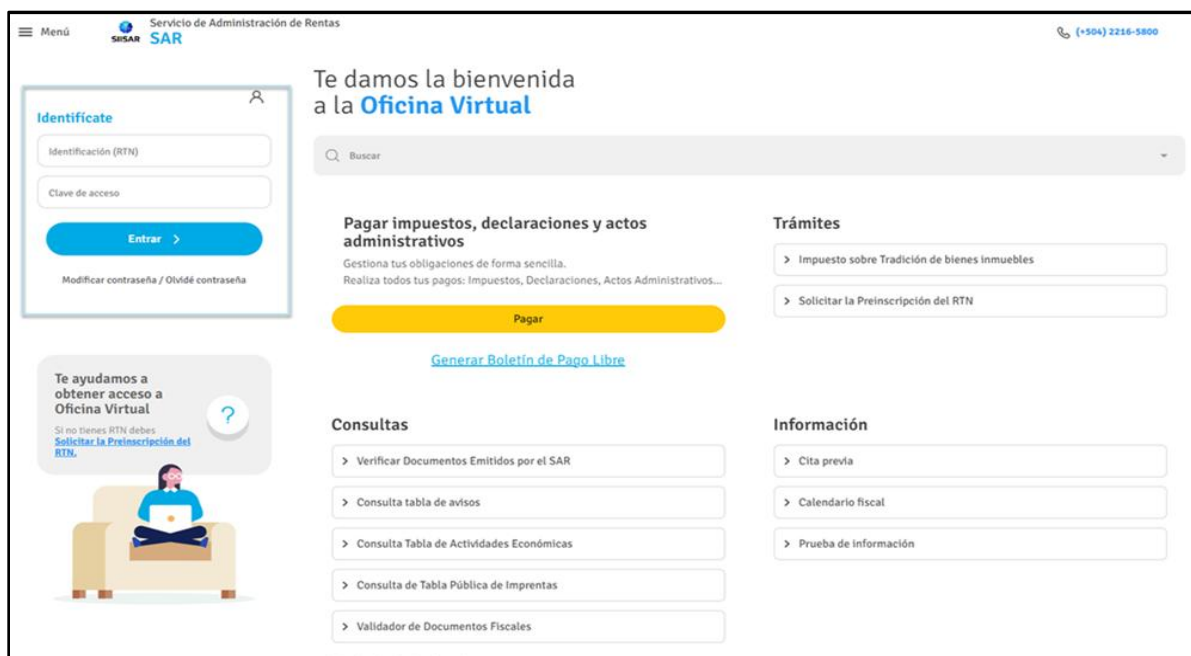 Menú
SIISAR
Servicio de Administración de Rentas
SAR
(+504) 2216-5800
Identifícate
Identificación (RTN)
Clave de acceso
Entrar
Modificar contraseña / Olvidé contraseña
Te ayudamos a
obtener acceso a
Oficina Virtual
?
Si no tienes RTN debes
Solicitar la Preinscripción del
RTN.
Te damos la bienvenida
a la Oficina Virtual
Buscar
Pagar impuestos, declaraciones y actos
administrativos
Gestiona tus obligaciones de forma sencilla.
Realiza todos tus pagos: Impuestos, Declaraciones, Actos Administrativos...
Pagar
Generar Boletín de Pago Libre
Trámites
Impuesto sobre Tradición de bienes inmuebles
Solicitar la Preinscripción del RTN
Consultas
Verificar Documentos Emitidos por el SAR
Consulta tabla de avisos
Consulta Tabla de Actividades Económicas
Consulta de Tabla Pública de Imprentas
Validador de Documentos Fiscales
Información
Cita previa
Calendario fiscal
Prueba de información